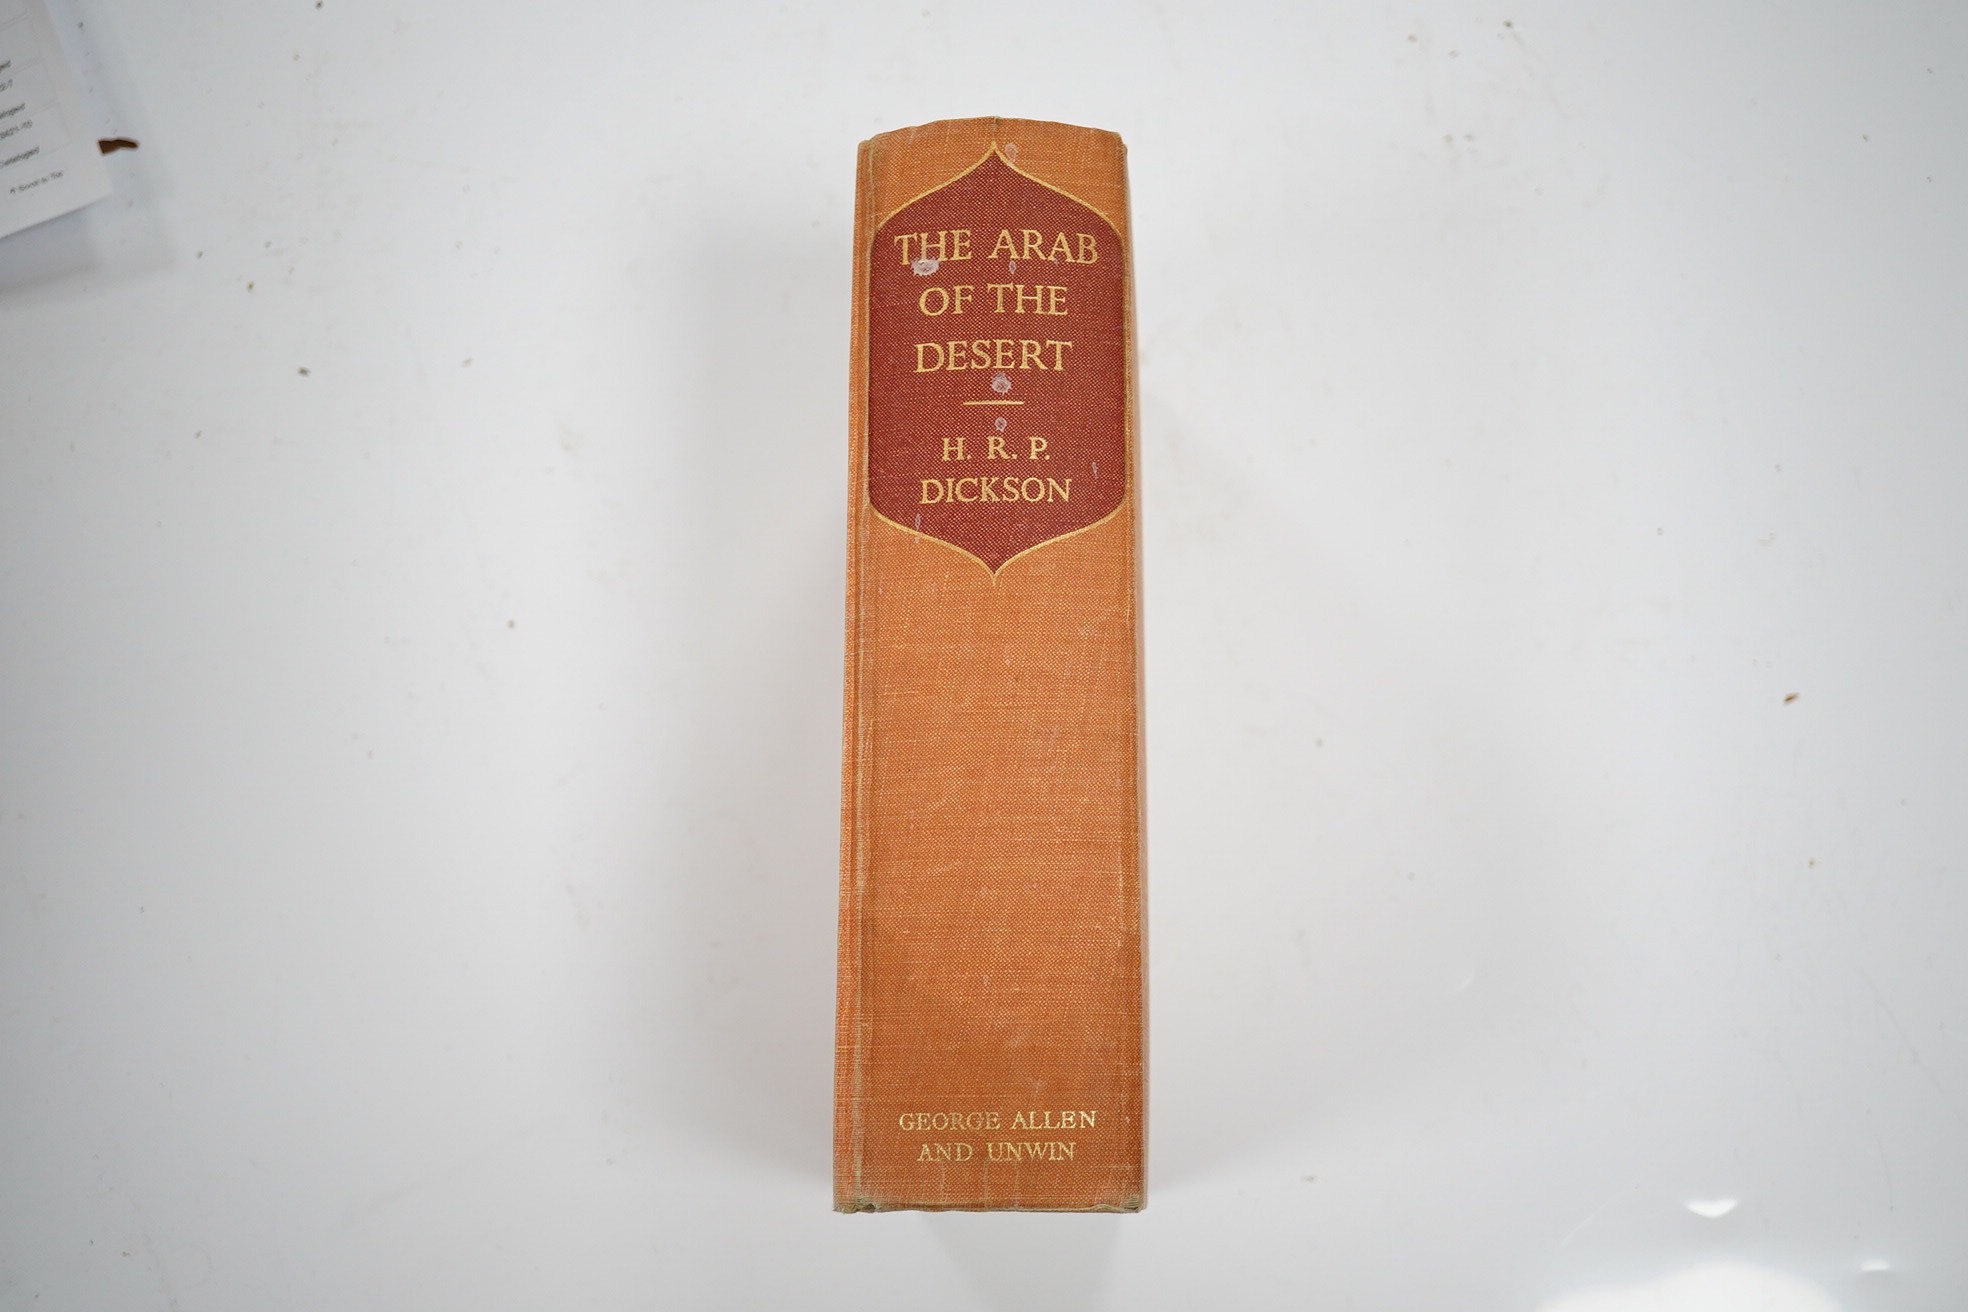 THE ARAB
OF THE
DESERT
H. R. P.
DICKSON
GEORGE ALLEN
AND UNWIN